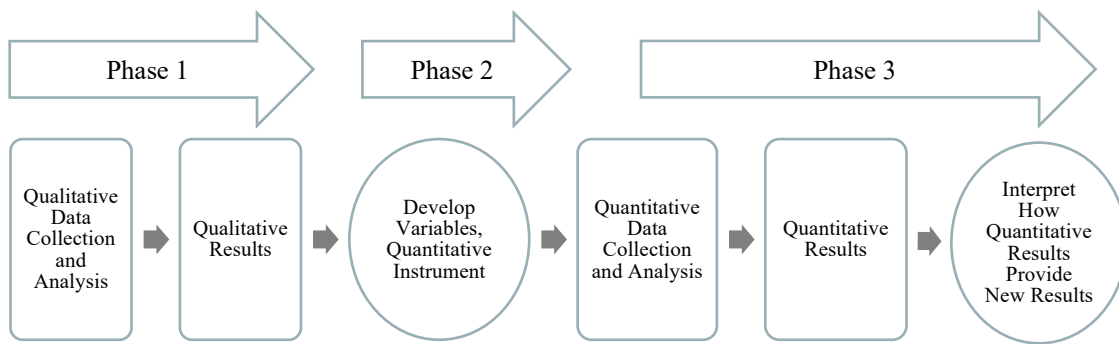 Phase 1
Phase 2
Phase 3
Qualitative
Data
Collection
and
Analysis
Qualitative
Results
Develop
Variables,
Quantitative
Instrument
Quantitative
Data
Collection
and Analysis
Quantitative
Results
Interpret
How
Quantitative
Results
Provide
New Results